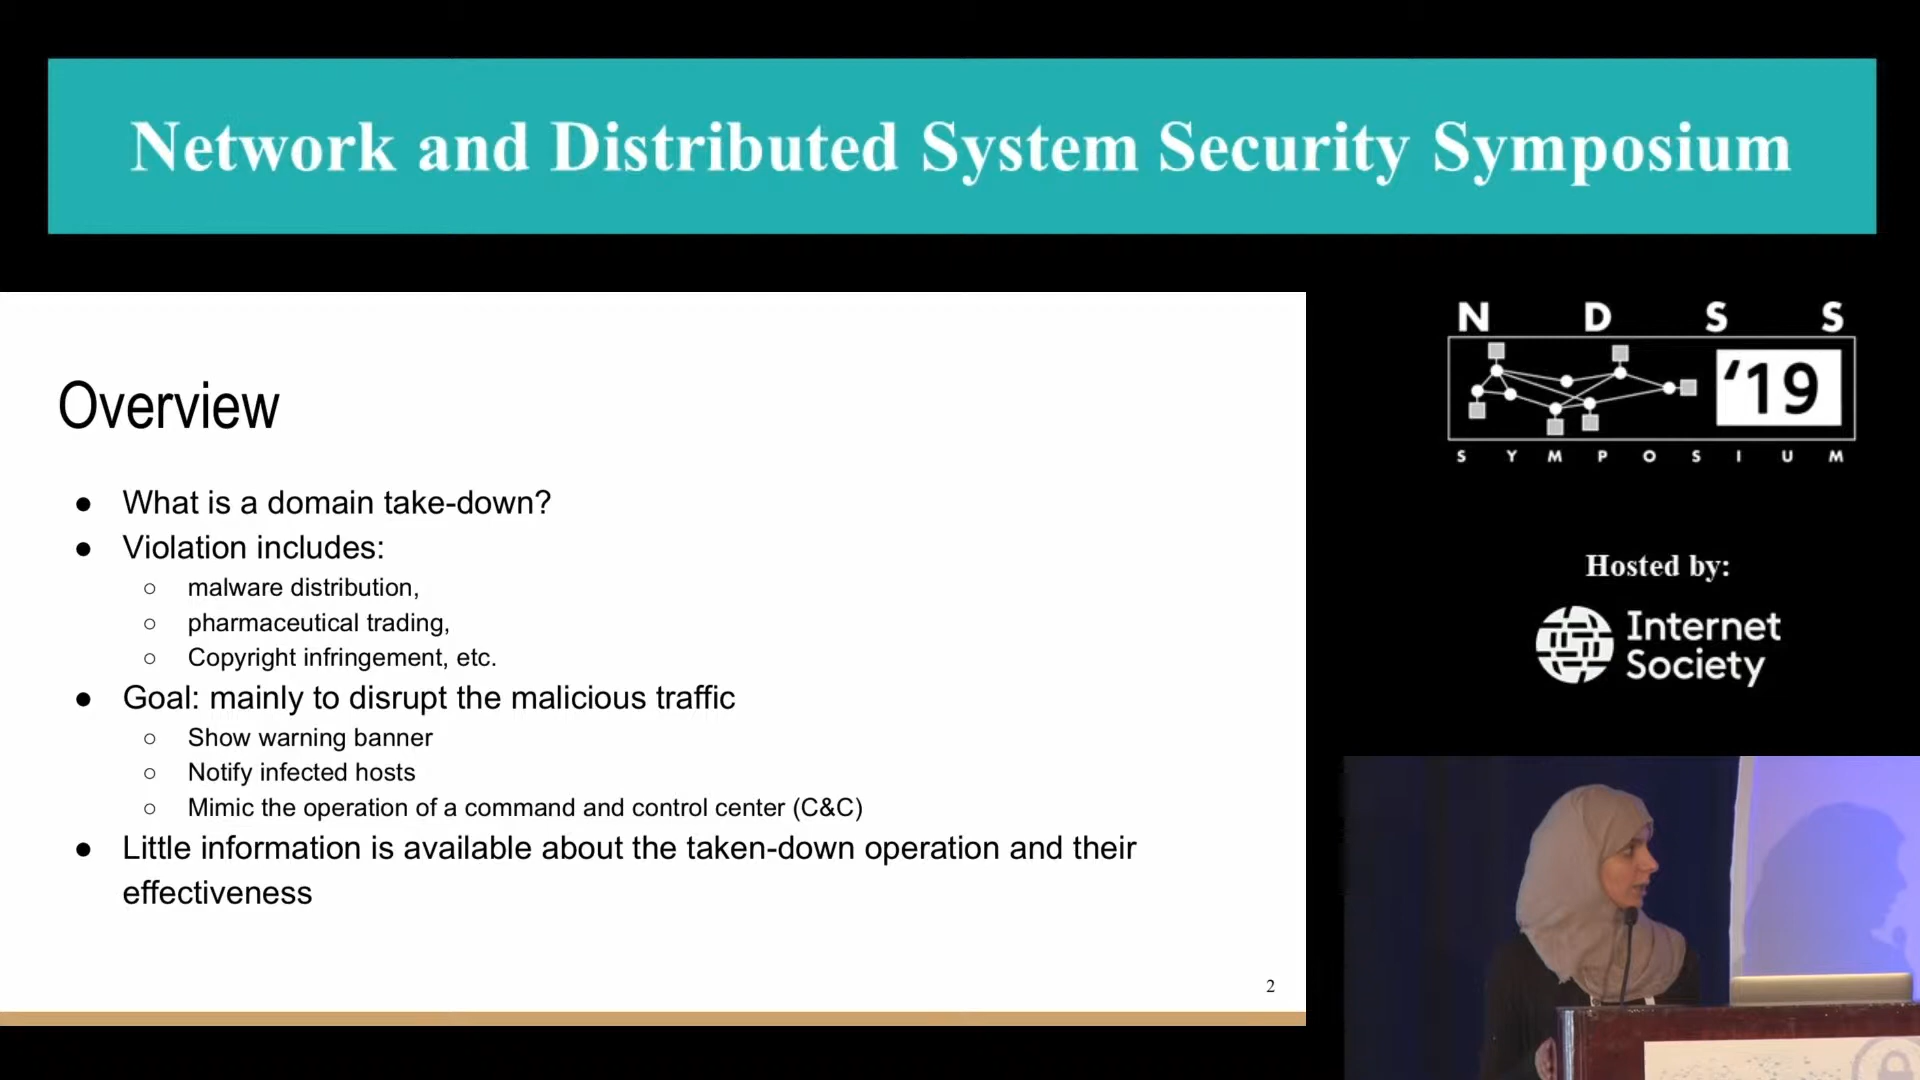 Network and Distributed System Security Symposium
N D S S
'19
S Y M P O S I U M
Hosted by:
Internet
Society
Overview
● What is a domain take-down?
● Violation includes:
○ malware distribution,
○ pharmaceutical trading,
○ Copyright infringement, etc.
● Goal: mainly to disrupt the malicious traffic
○ Show warning banner
○ Notify infected hosts
○ Mimic the operation of a command and control center (C&C)
● Little information is available about the taken-down operation and their
effectiveness
2